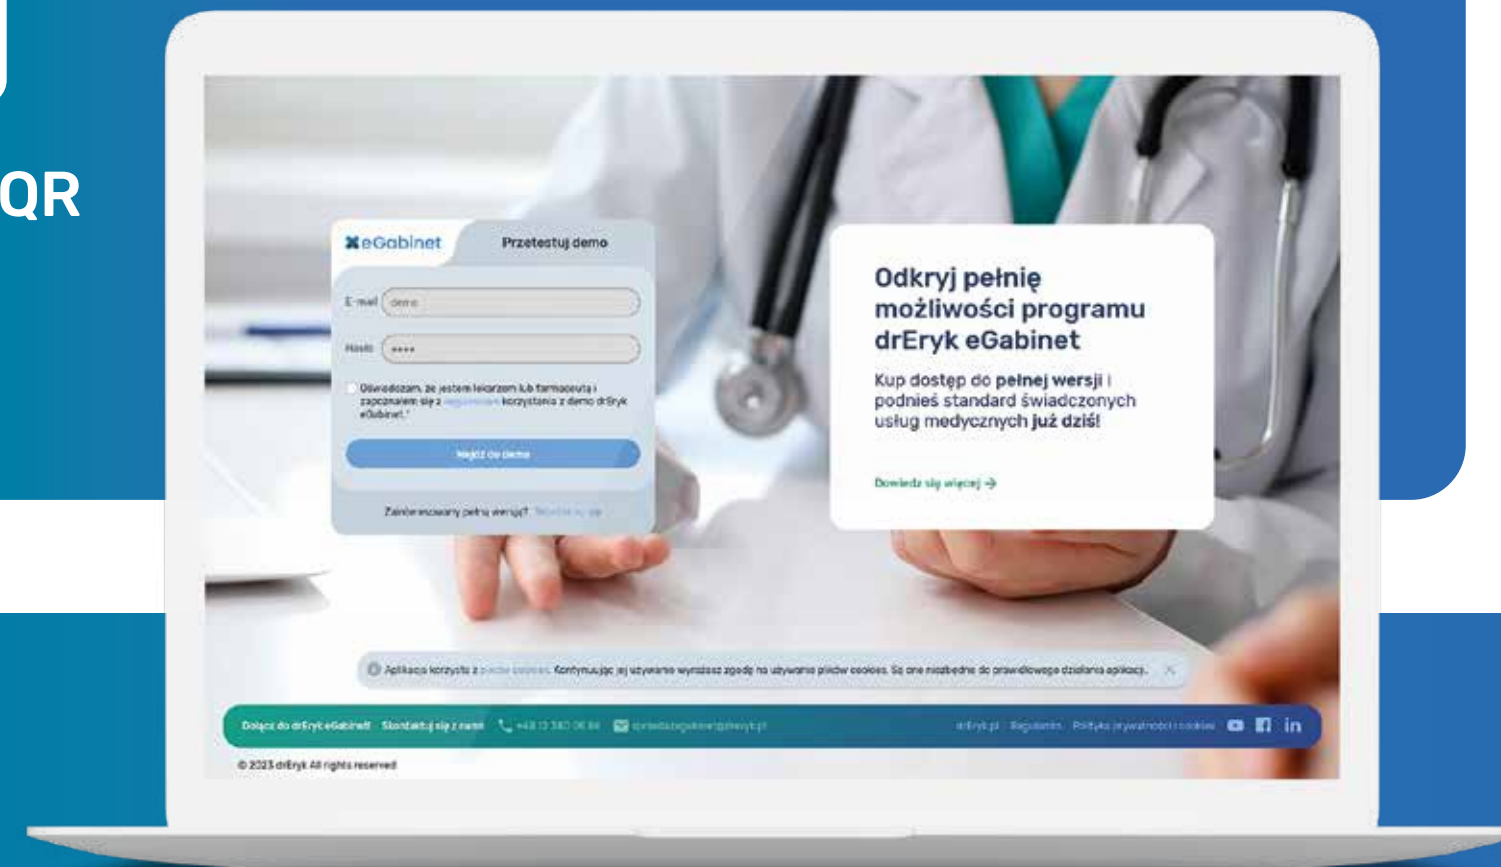 QR
eGabinet
Przetestuj demo
E-mail demo
Hasło ••••
Oświadczam, że jestem lekarzem lub farmaceutą i
zapoznałem się z regulaminem korzystania z demo drEryk
eGabinet.*
Wejdź do demo
Zainteresowany pełną wersją?
Odkryj pełnię
możliwości programu
drEryk eGabinet
Kup dostęp do pełnej wersji i
podnieś standard świadczonych
usług medycznych już dziś!
Dowiedz się więcej →
Aplikacja korzysta z plików cookies. Kontynuując jej używanie wyrażasz zgodę na używanie plików cookies. Są one niezbędne do prawidłowego działania aplikacji.
Dołącz do drEryk eGabinet! Skontaktuj się z nami
drEryk.pl Regulamin Polityka prywatności i cookies
© 2023 drEryk All rights reserved